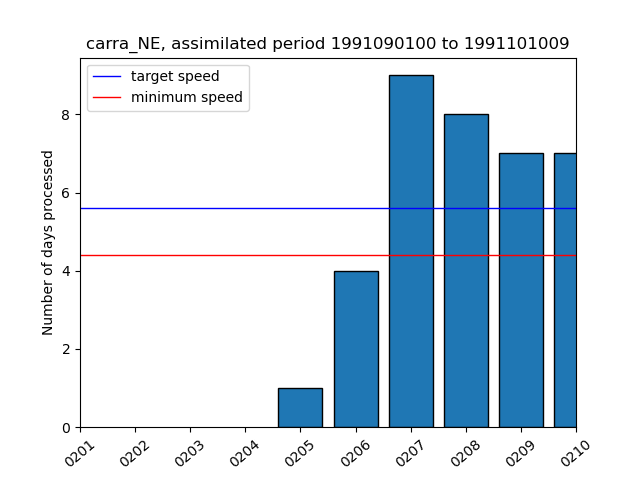 carra_NE, assimilated period 1991090100 to 1991101009
target speed
minimum speed
Number of days processed
8
6
4
2
0
0201 0202 0203 0204 0205 0206 0207 0208 0209 0210